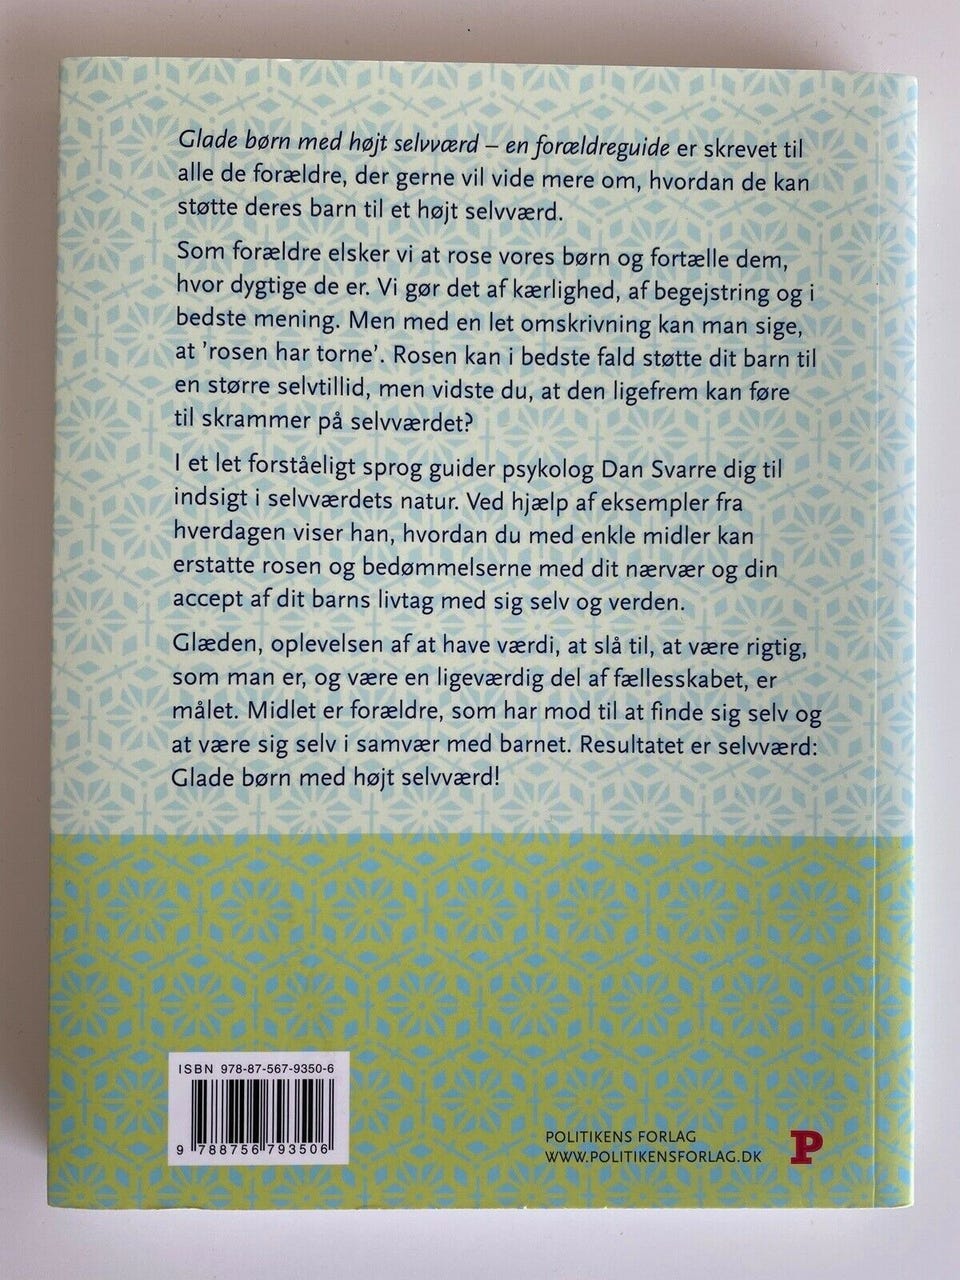 Glade børn med højt selvværd – en forældreguide er skrevet til
alle de forældre, der gerne vil vide mere om, hvordan de kan
støtte deres barn til et højt selvværd.
Som forældre elsker vi at rose vores børn og fortælle dem,
hvor dygtige de er. Vi gør det af kærlighed, af begejstring og i
bedste mening. Men med en let omskrivning kan man sige,
at ’rosen har torne’. Rosen kan i bedste fald støtte dit barn til
en større selvtillid, men vidste du, at den ligefrem kan føre
til skrammer på selvværdet?
I et let forståeligt sprog guider psykolog Dan Svarre dig til
indsigt i selvværdets natur. Ved hjælp af eksempler fra
hverdagen viser han, hvordan du med enkle midler kan
erstatte rosen og bedømmelserne med dit nærvær og din
accept af dit barns livtag med sig selv og verden.
Glæden, oplevelsen af at have værdi, at slå til, at være rigtig,
som man er, og være en ligeværdig del af fællesskabet, er
målet. Midlet er forældre, som har mod til at finde sig selv og
at være sig selv i samvær med barnet. Resultatet er selvværd:
Glade børn med højt selvværd!
ISBN 978-87-567-9350-6
9 788756 793506
POLITIKENS FORLAG
WWW.POLITIKENSFORLAG.DK
P